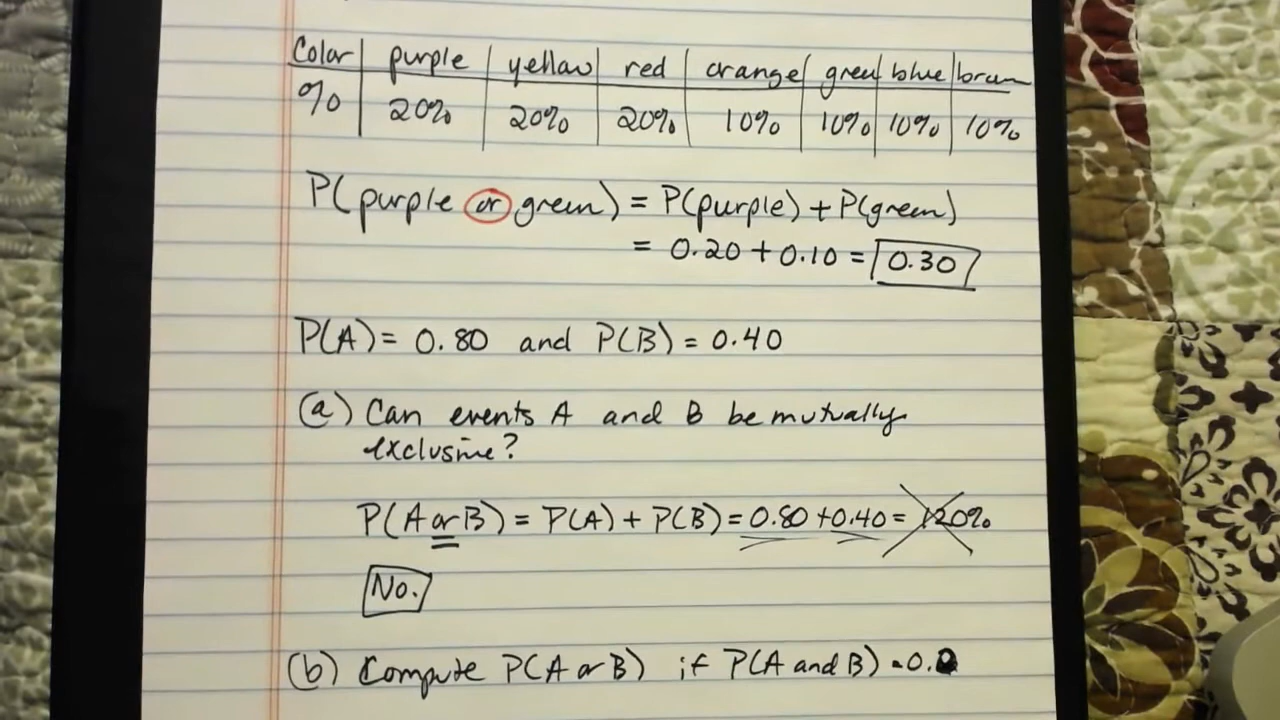 Color purple yellow red orange green blue brown
% 20% 20% 20% 10% 10% 10% 10%
P(purple or green) = P(purple) + P(green)
= 0.20 + 0.10 = 0.30
P(A) = 0.80 and P(B) = 0.40
(a) Can events A and B be mutually
exclusive?
P(A or B) = P(A) + P(B) = 0.80 + 0.40 = 120%
No.
(b) Compute P(A or B) if P(A and B) = 0.